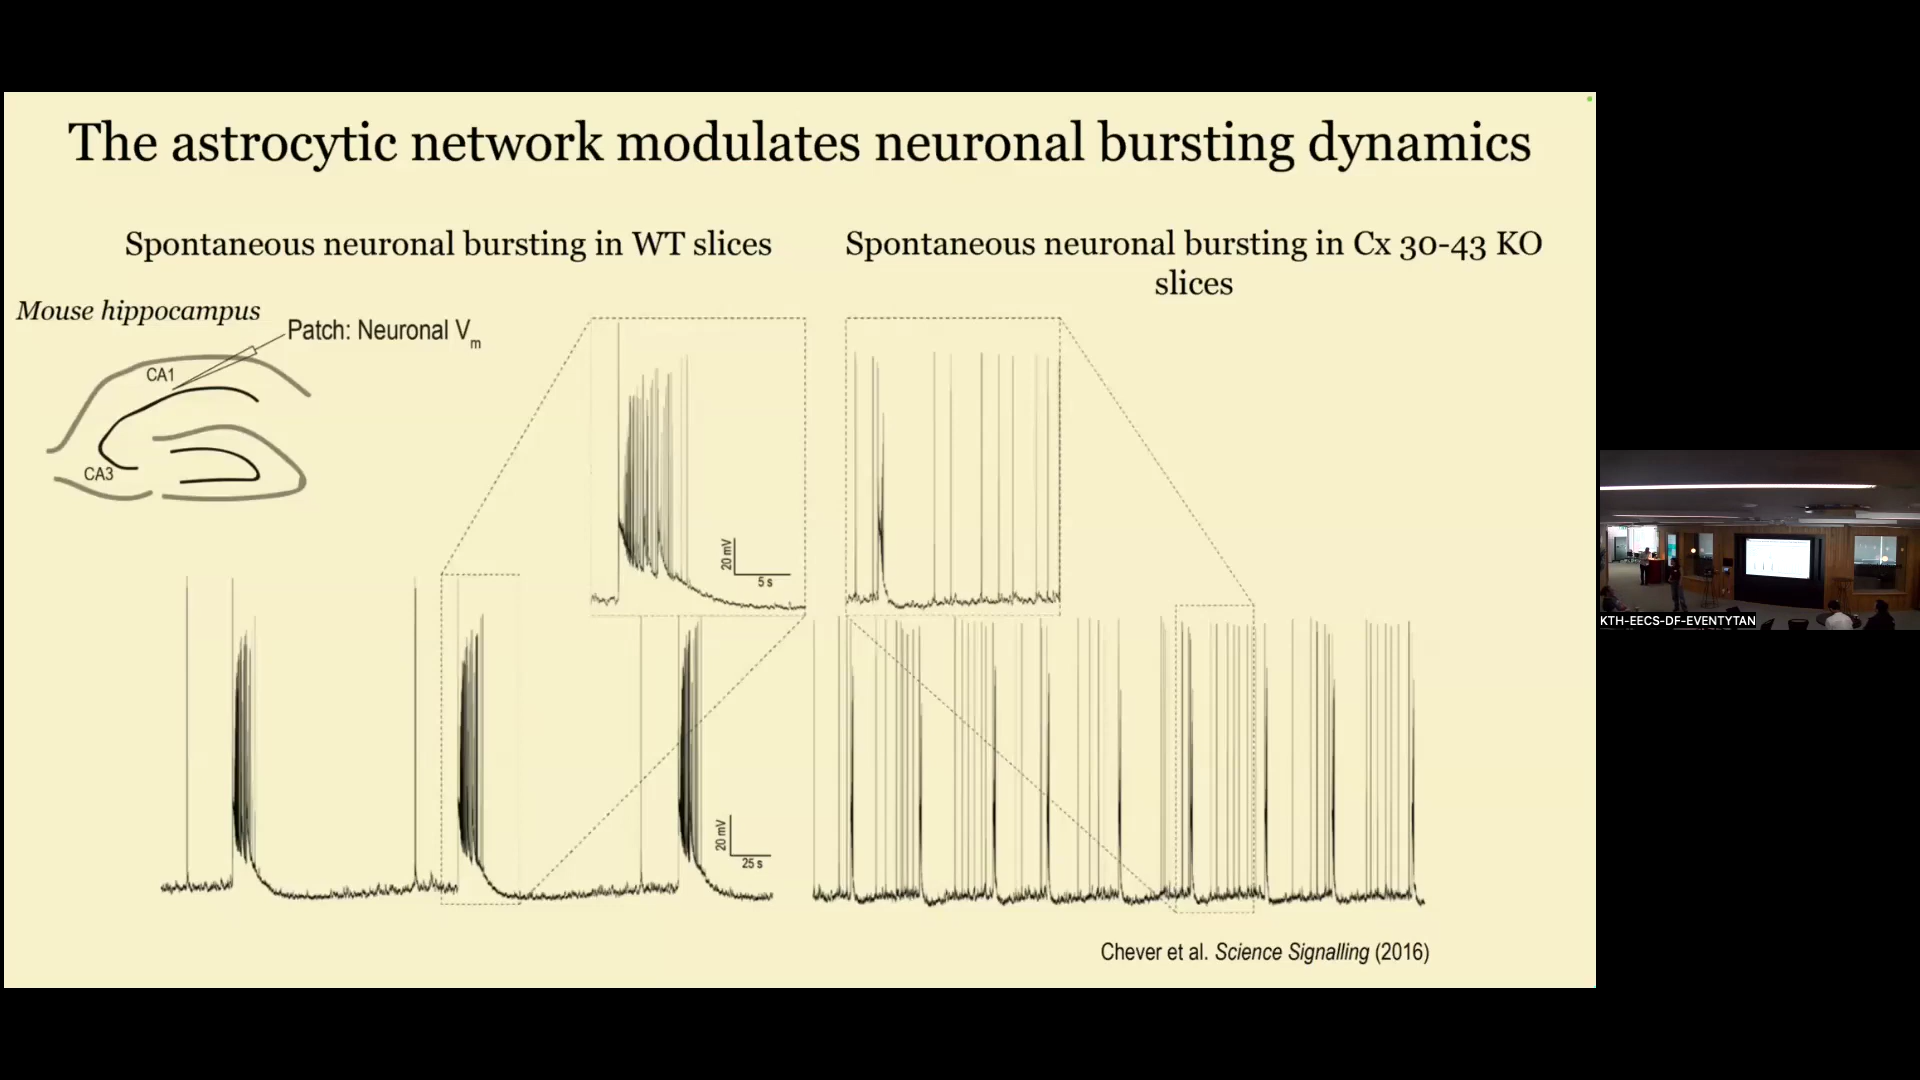 The astrocytic network modulates neuronal bursting dynamics
Spontaneous neuronal bursting in WT slices
Spontaneous neuronal bursting in Cx 30-43 KO
slices
Mouse hippocampus
Patch: Neuronal Vm
CA1
CA3
20 mV
5 s
20 mV
25 s
Chever et al. Science Signalling (2016)
KTH-EECS-DF-EVENTYTAN